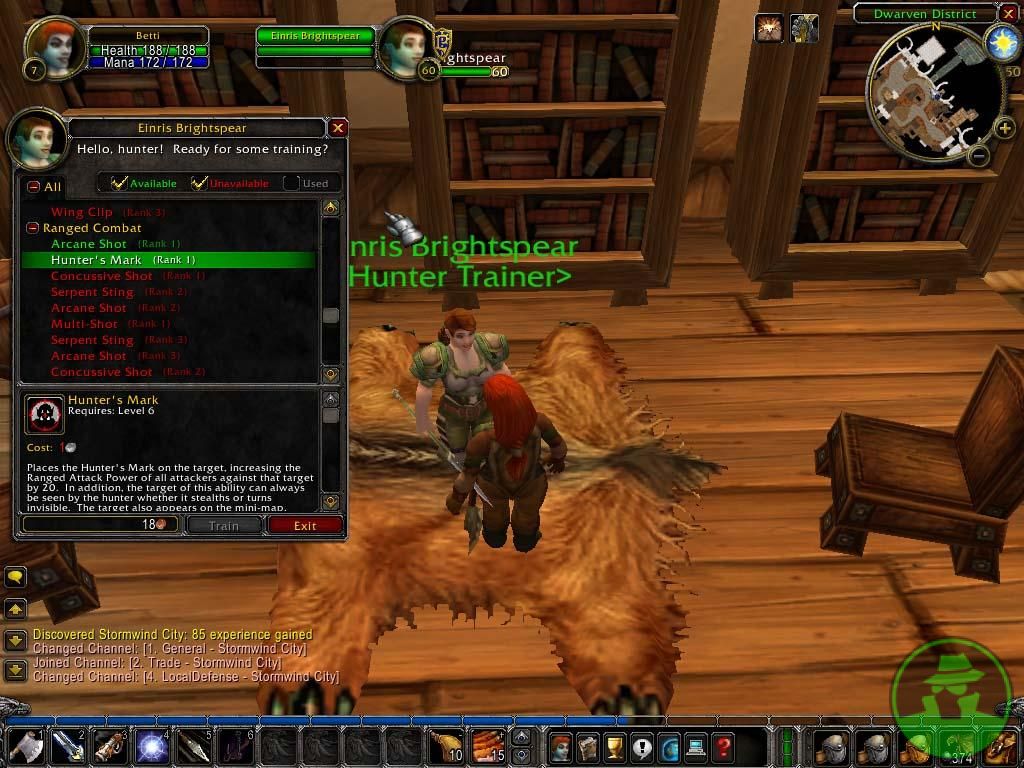 Betti
Health 188 / 188
Mana 172 / 172
7
Einris Brightspear
60
ghtspear
60
Dwarven District
N
50
Einris Brightspear
Hello, hunter! Ready for some training?
All
Available
Unavailable
Used
Wing Clip (Rank 3)
Ranged Combat
Arcane Shot (Rank 1)
Hunter's Mark (Rank 1)
Concussive Shot (Rank 1)
Serpent Sting (Rank 2)
Arcane Shot (Rank 2)
Multi-Shot (Rank 1)
Serpent Sting (Rank 3)
Arcane Shot (Rank 3)
Concussive Shot (Rank 2)
nris Brightspear
Hunter Trainer>
Hunter's Mark
Requires: Level 6
Cost: 1
Places the Hunter's Mark on the target, increasing the
Ranged Attack Power of all attackers against that target
by 20. In addition, the target of this ability can always
be seen by the hunter whether it stealths or turns
invisible. The target also appears on the mini-map.
18
Train
Exit
Discovered Stormwind City: 85 experience gained
Changed Channel: [1. General - Stormwind City]
Joined Channel: [2. Trade - Stormwind City]
Changed Channel: [4. LocalDefense - Stormwind City]
1 2 3 4 5 6 10 15 374